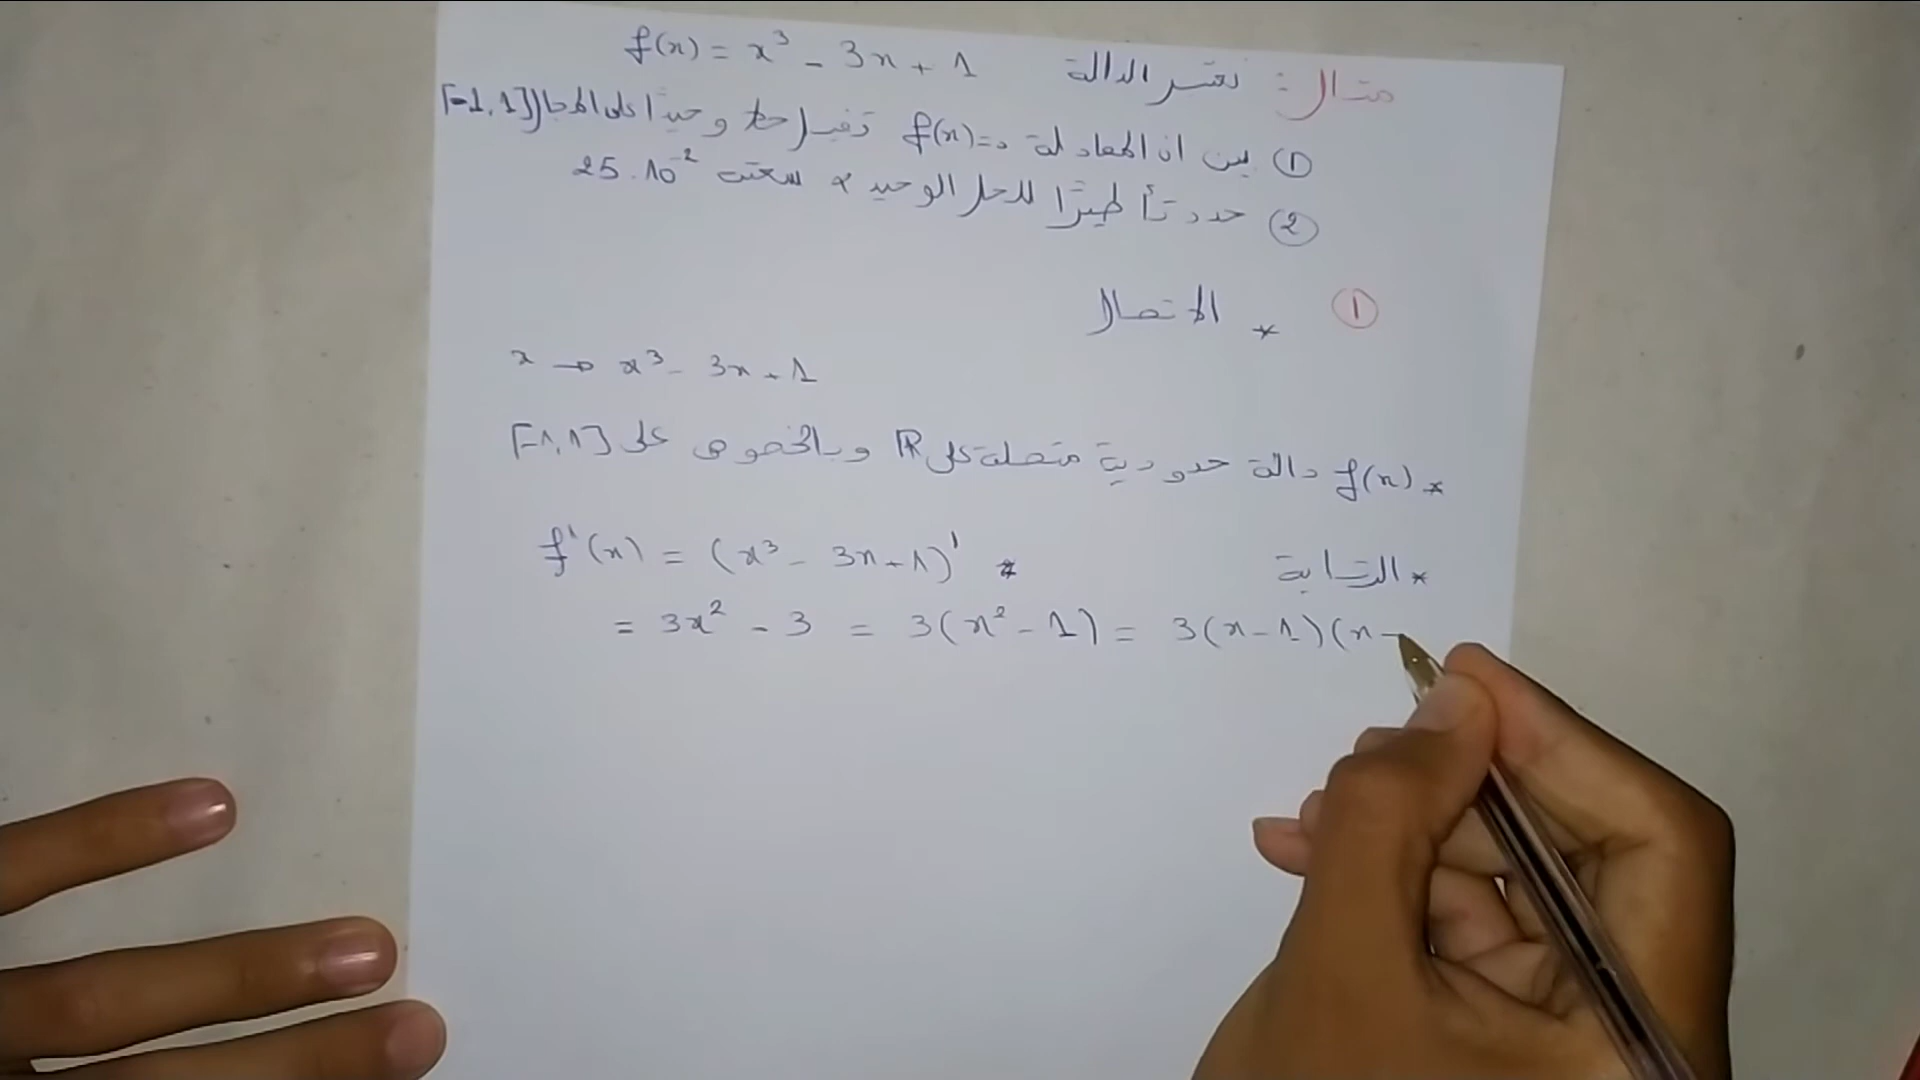 مثال: نعتبر الدالة f(x) = x³ - 3x + 1
① بين ان المعادلة f(x)=0 تقبل حلا وحيدًا على المجال [-1,1]
② حدد تأطيرًا للحل الوحيد α سعته 25.10⁻²
① * الاتصال
x → x³ - 3x + 1
* f(x) دالة حدودية متصلة على ℝ وبالخصوص على [-1,1]
* الرتابة * f'(x) = (x³ - 3x + 1)'
= 3x² - 3 = 3(x² - 1) = 3(x - 1)(x -